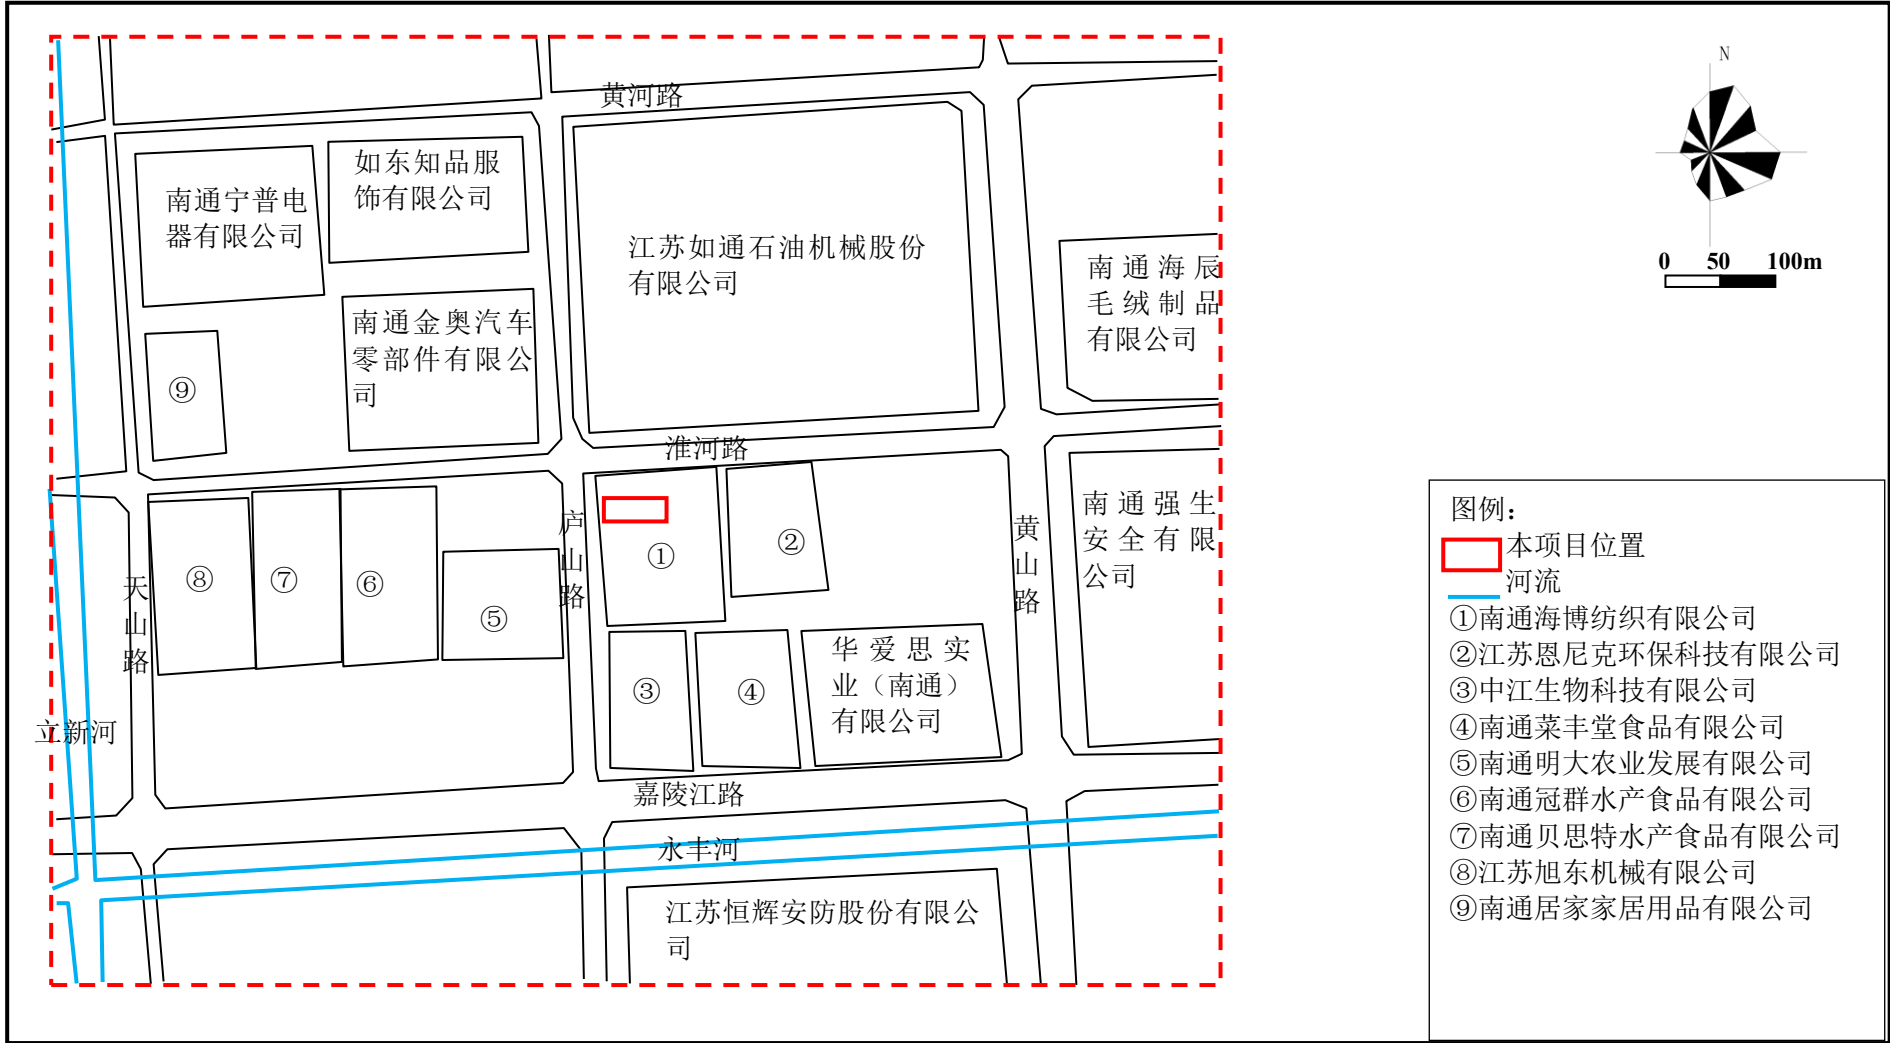 N
0 50 100m
黄河路
南通宁普电
器有限公司
如东知品服
饰有限公司
江苏如通石油机械股份
有限公司
南通海辰
毛绒制品
有限公司
南通金奥汽车
零部件有限公
司
⑨
淮河路
天山路
⑧
⑦
⑥
⑤
庐山路
①
②
黄山路
南通强生
安全有限
公司
③
④
华爱思实
业（南通）
有限公司
立新河
嘉陵江路
永丰河
江苏恒辉安防股份有限公
司
图例：
本项目位置
河流
①南通海博纺织有限公司
②江苏恩尼克环保科技有限公司
③中江生物科技有限公司
④南通菜丰堂食品有限公司
⑤南通明大农业发展有限公司
⑥南通冠群水产食品有限公司
⑦南通贝思特水产食品有限公司
⑧江苏旭东机械有限公司
⑨南通居家家居用品有限公司